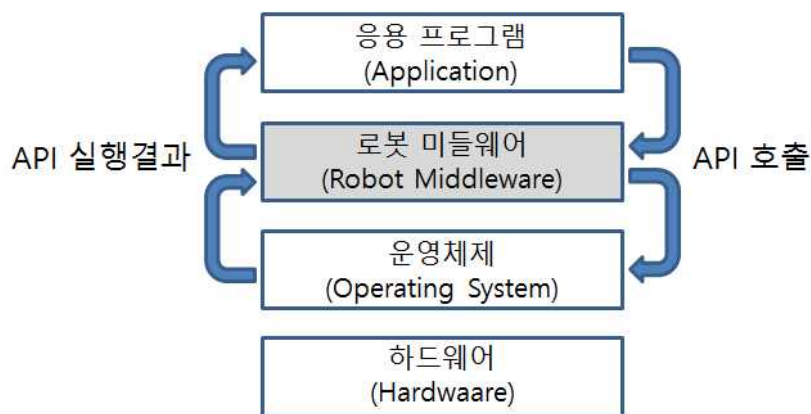 응용 프로그램
(Application)
API 실행결과
로봇 미들웨어
(Robot Middleware)
API 호출
운영체제
(Operating System)
하드웨어
(Hardwaare)